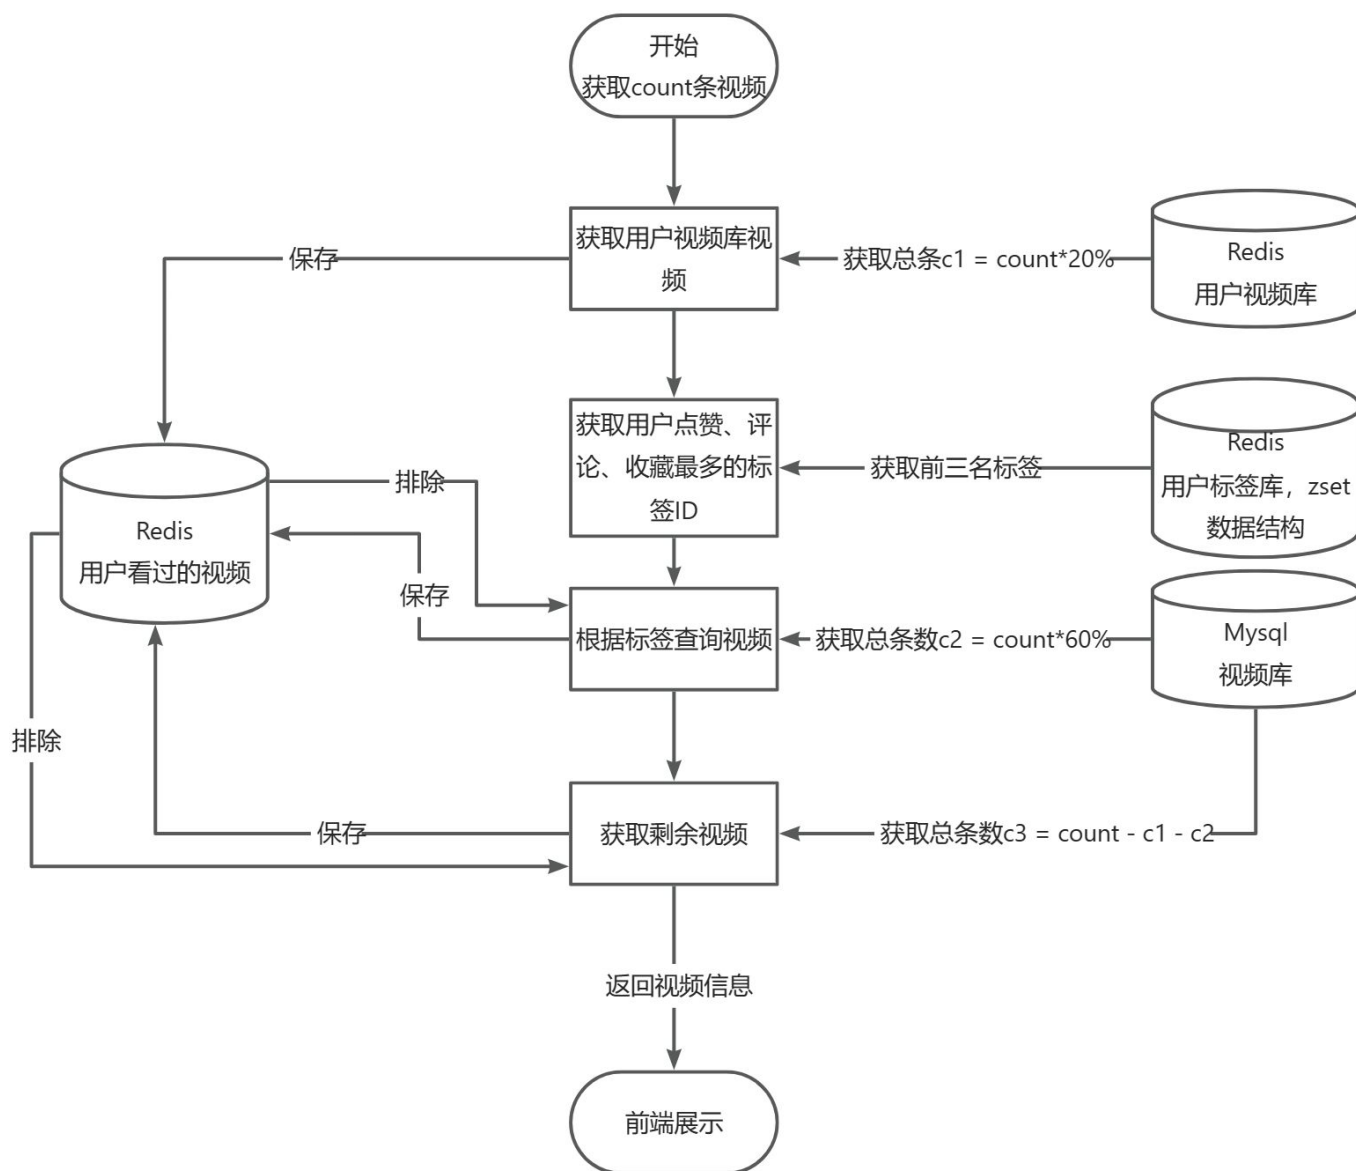 开始
获取count条视频
获取用户视频库视
频
保存
获取总条c1 = count*20%
Redis
用户视频库
获取用户点赞、评
论、收藏最多的标
签ID
获取前三名标签
Redis
用户标签库，zset
数据结构
排除
Redis
用户看过的视频
保存
根据标签查询视频
获取总条数c2 = count*60%
Mysql
视频库
排除
保存
获取剩余视频
获取总条数c3 = count - c1 - c2
返回视频信息
前端展示